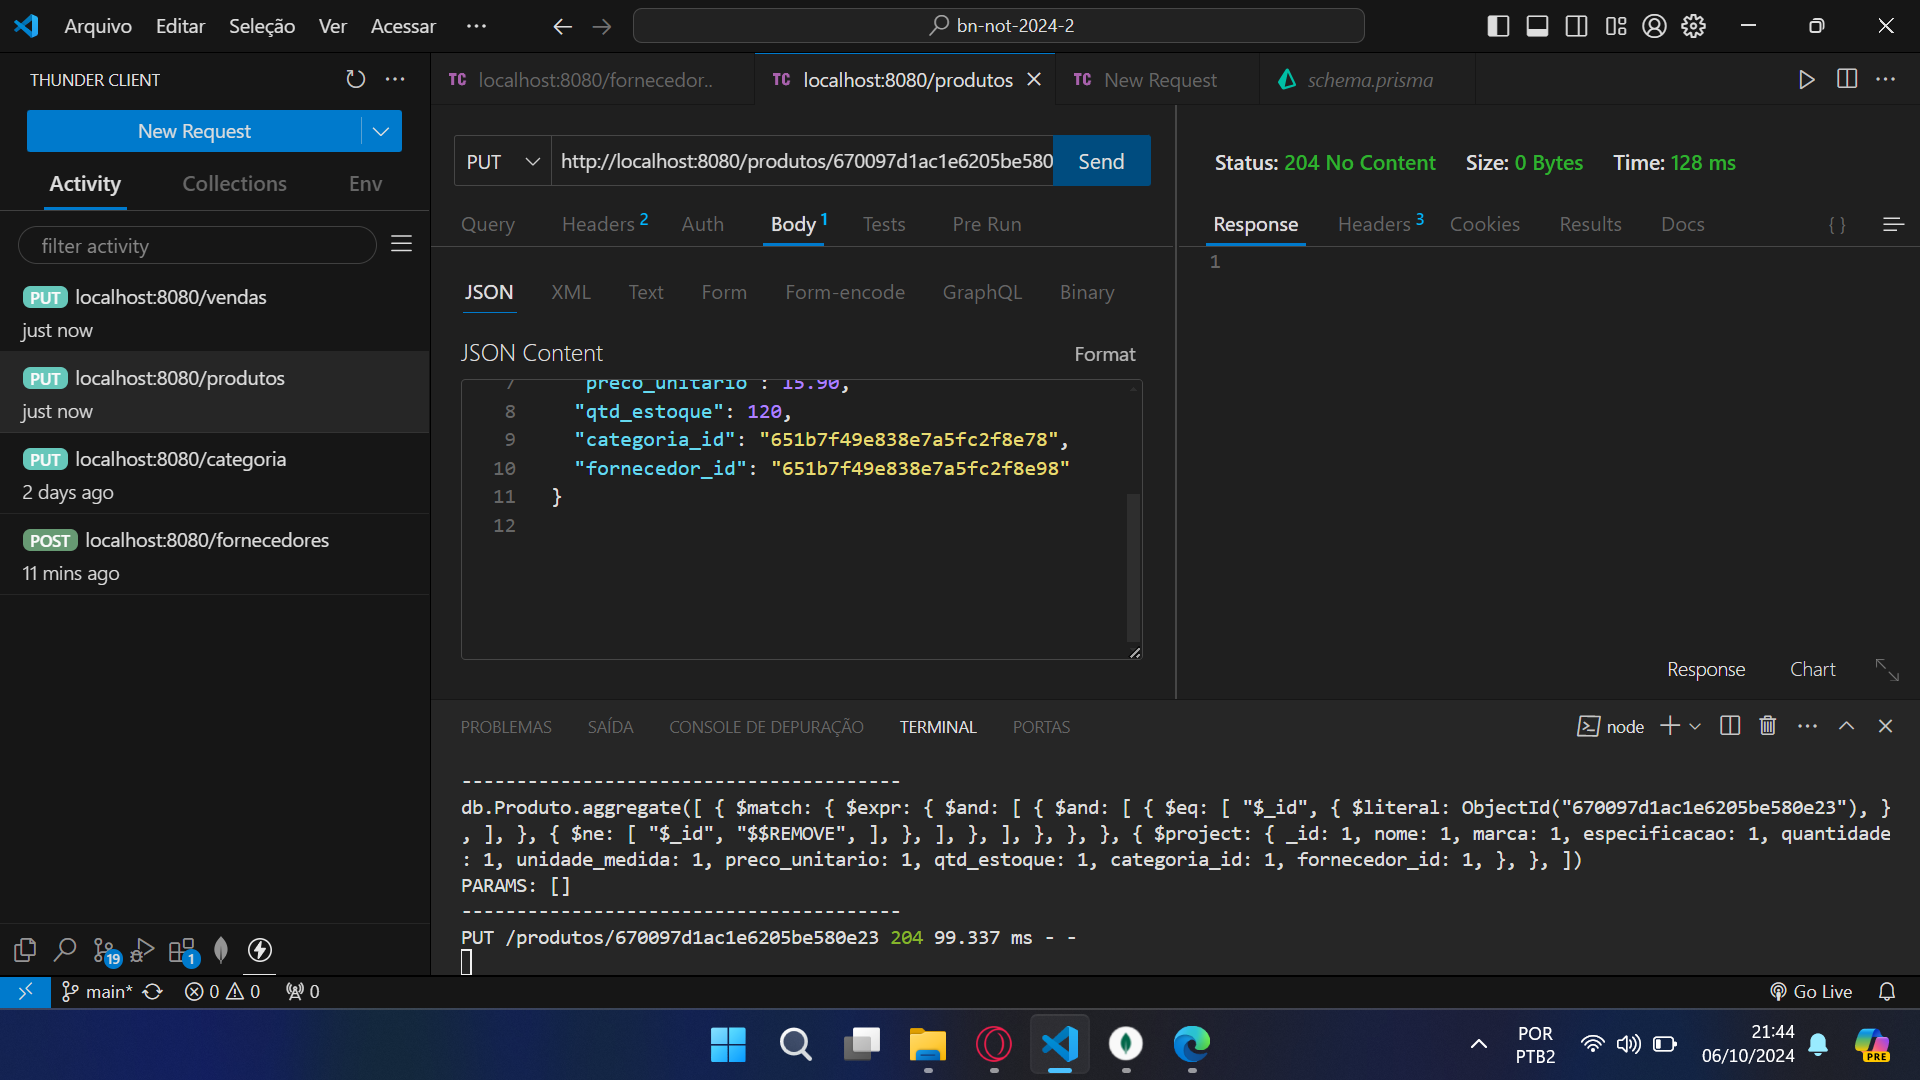 Arquivo Editar Seleção Ver Acessar ···
bn-not-2024-2
THUNDER CLIENT
New Request
Activity Collections Env
filter activity
PUT localhost:8080/vendas
just now
PUT localhost:8080/produtos
just now
PUT localhost:8080/categoria
2 days ago
POST localhost:8080/fornecedores
11 mins ago
TC localhost:8080/fornecedor..
TC localhost:8080/produtos
TC New Request
schema.prisma
PUT http://localhost:8080/produtos/670097d1ac1e6205be580 Send
Query Headers 2 Auth Body 1 Tests Pre Run
JSON XML Text Form Form-encode GraphQL Binary
JSON Content Format
7 "preco_unitario": 15.90,
8 "qtd_estoque": 120,
9 "categoria_id": "651b7f49e838e7a5fc2f8e78",
10 "fornecedor_id": "651b7f49e838e7a5fc2f8e98"
11 }
12
Status: 204 No Content Size: 0 Bytes Time: 128 ms
Response Headers 3 Cookies Results Docs { }
1
Response Chart
PROBLEMAS SAÍDA CONSOLE DE DEPURAÇÃO TERMINAL PORTAS
node
----------------------------------------
db.Produto.aggregate([ { $match: { $expr: { $and: [ { $and: [ { $eq: [ "$_id", { $literal: ObjectId("670097d1ac1e6205be580e23"), }
, ], }, { $ne: [ "$_id", "$$REMOVE", ], }, ], }, ], }, }, }, { $project: { _id: 1, nome: 1, marca: 1, especificacao: 1, quantidade
: 1, unidade_medida: 1, preco_unitario: 1, qtd_estoque: 1, categoria_id: 1, fornecedor_id: 1, }, }, ])
PARAMS: []
----------------------------------------
PUT /produtos/670097d1ac1e6205be580e23 204 99.337 ms - -
19
1
main* 0 0 0
Go Live
POR
PTB2
21:44
06/10/2024
PRE